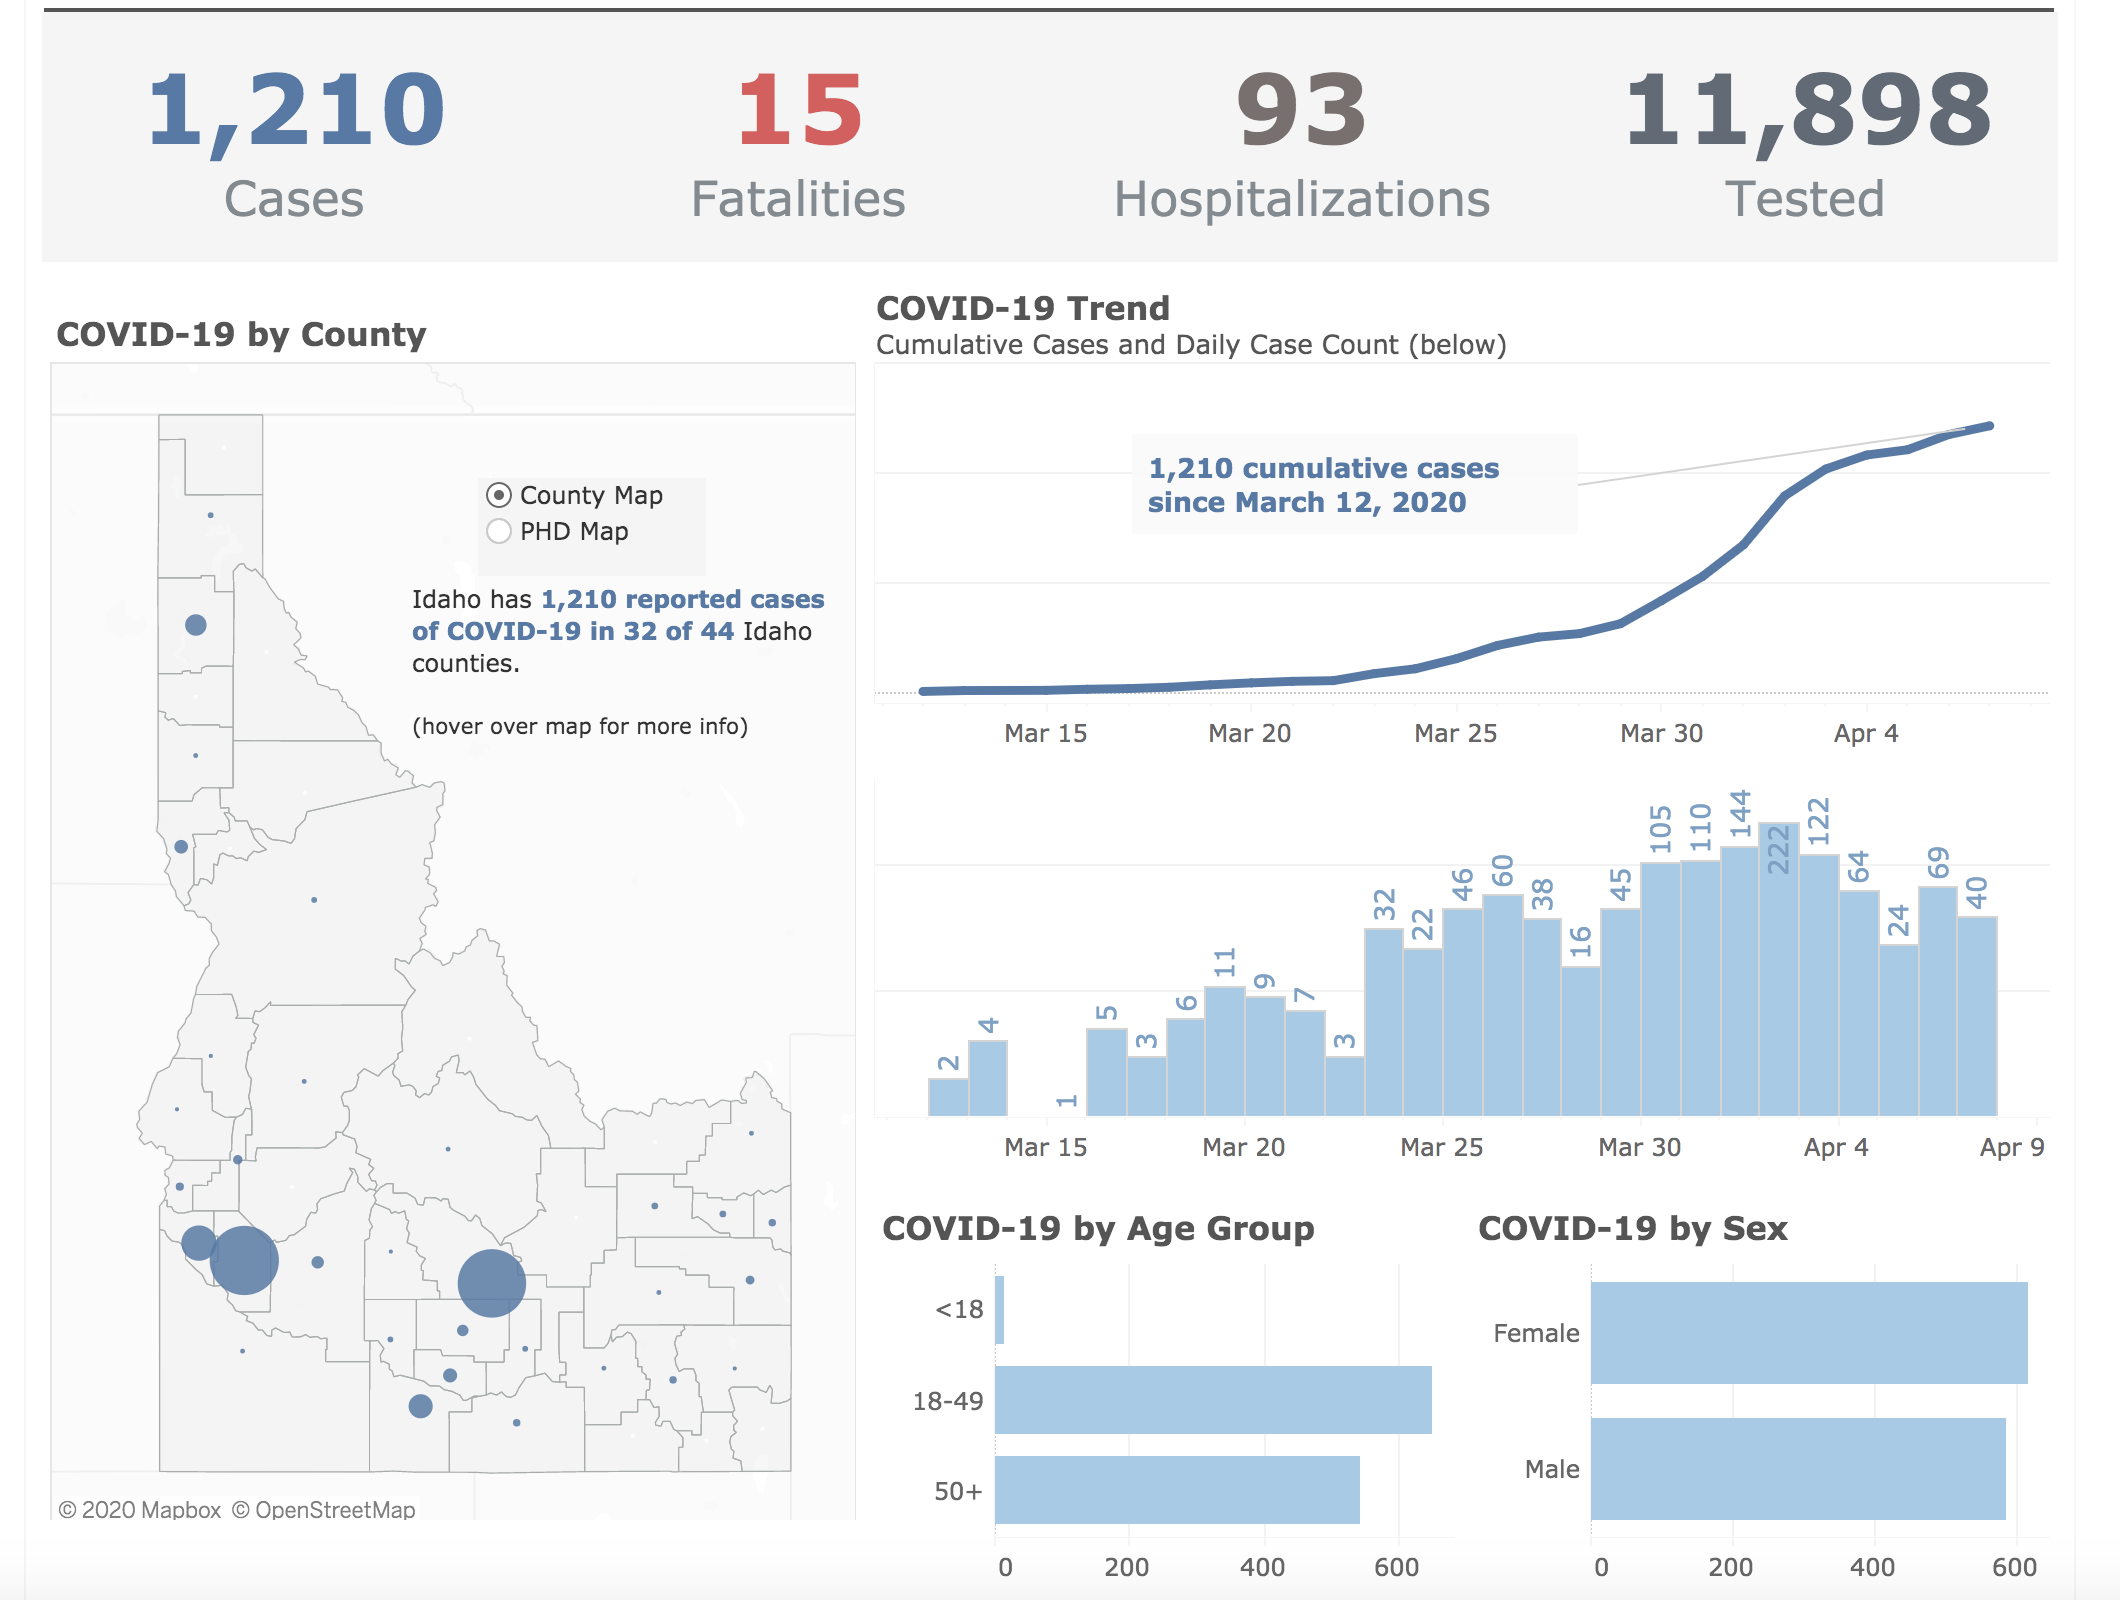 1,210
Cases
15
Fatalities
93
Hospitalizations
11,898
Tested
COVID-19 by County
County Map
PHD Map
Idaho has 1,210 reported cases
of COVID-19 in 32 of 44 Idaho
counties.
(hover over map for more info)
© 2020 Mapbox © OpenStreetMap
COVID-19 Trend
Cumulative Cases and Daily Case Count (below)
1,210 cumulative cases
since March 12, 2020
Mar 15 Mar 20 Mar 25 Mar 30 Apr 4
2 4 1 5 3 6 11 9 7 3 32 22 46 60 38 16 45 105 110 144 222 122 64 24 69 40
Mar 15 Mar 20 Mar 25 Mar 30 Apr 4 Apr 9
COVID-19 by Age Group
<18
18-49
50+
0 200 400 600
COVID-19 by Sex
Female
Male
0 200 400 600